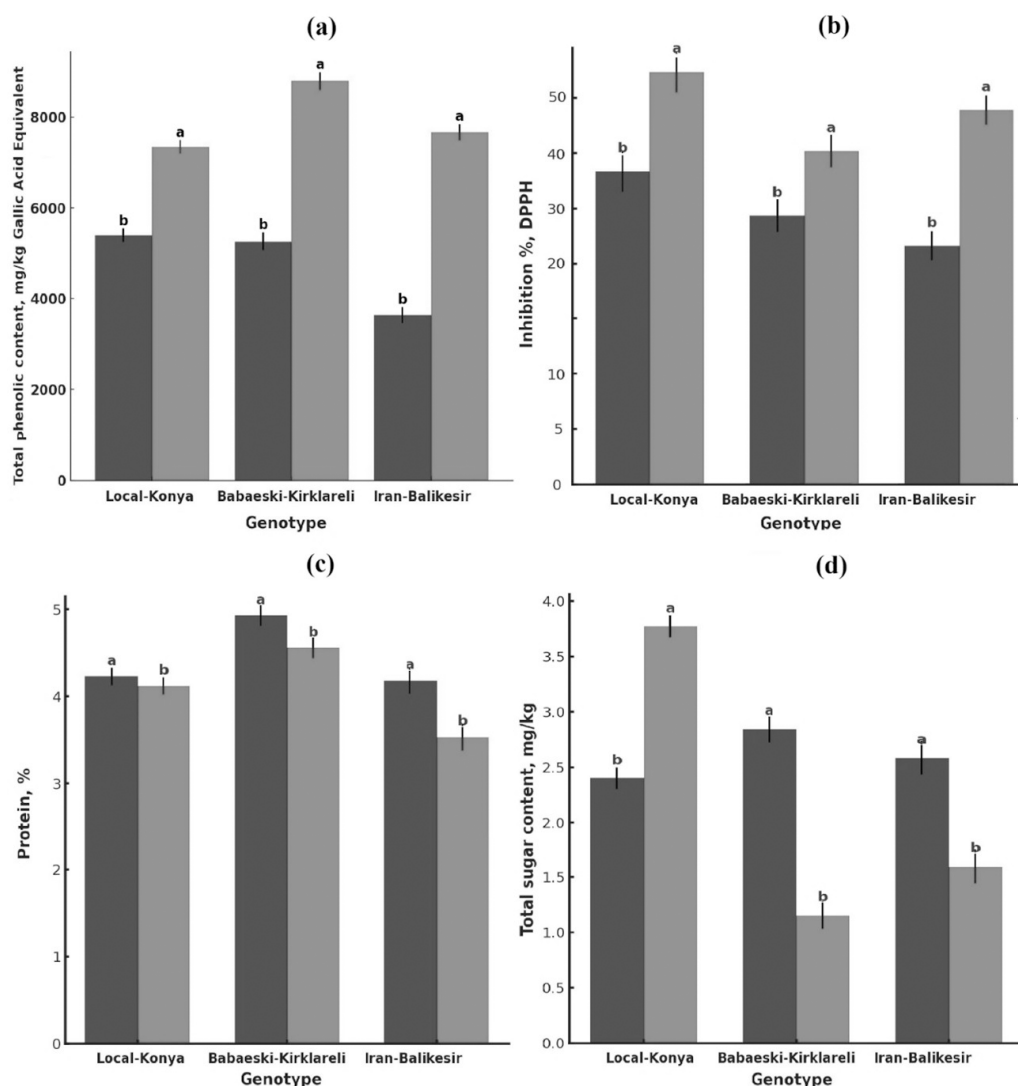 (a)
Total phenolic content, mg/kg Gallic Acid Equivalent
8000
6000
4000
2000
0
b
a
b
a
b
a
Local-Konya Babaeski-Kirklareli Iran-Balikesir
Genotype
(b)
Inhibition %, DPPH
50
40
30
20
10
5
0
b
a
b
a
b
a
Local-Konya Babaeski-Kirklareli Iran-Balikesir
Genotype
(c)
Protein, %
5
4
3
2
1
0
a
b
a
b
a
b
Local-Konya Babaeski-Kirklareli Iran-Balikesir
Genotype
(d)
Total sugar content, mg/kg
4.0
3.5
3.0
2.5
2.0
1.5
1.0
0.5
0.0
b
a
a
b
a
b
Local-Konya Babaeski-Kirklareli Iran-Balikesir
Genotype